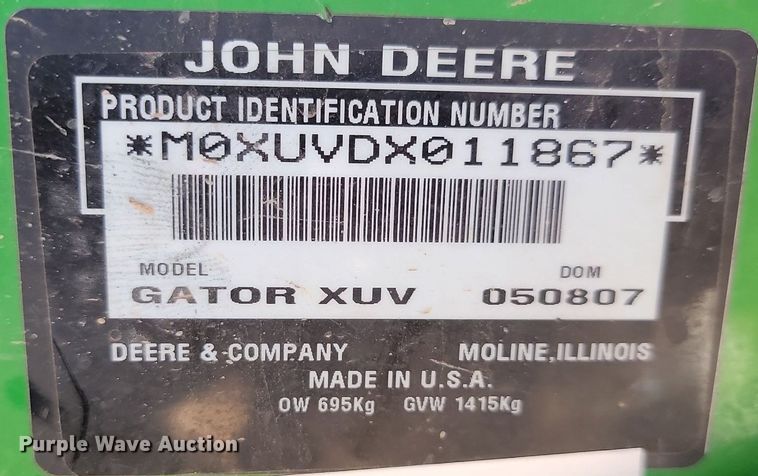 JOHN DEERE
PRODUCT IDENTIFICATION NUMBER
*M0XUVDX011867*
MODEL DOM
GATOR XUV 050807
DEERE & COMPANY MOLINE, ILLINOIS
MADE IN U.S.A.
OW 695Kg GVW 1415Kg
Purple Wave Auction